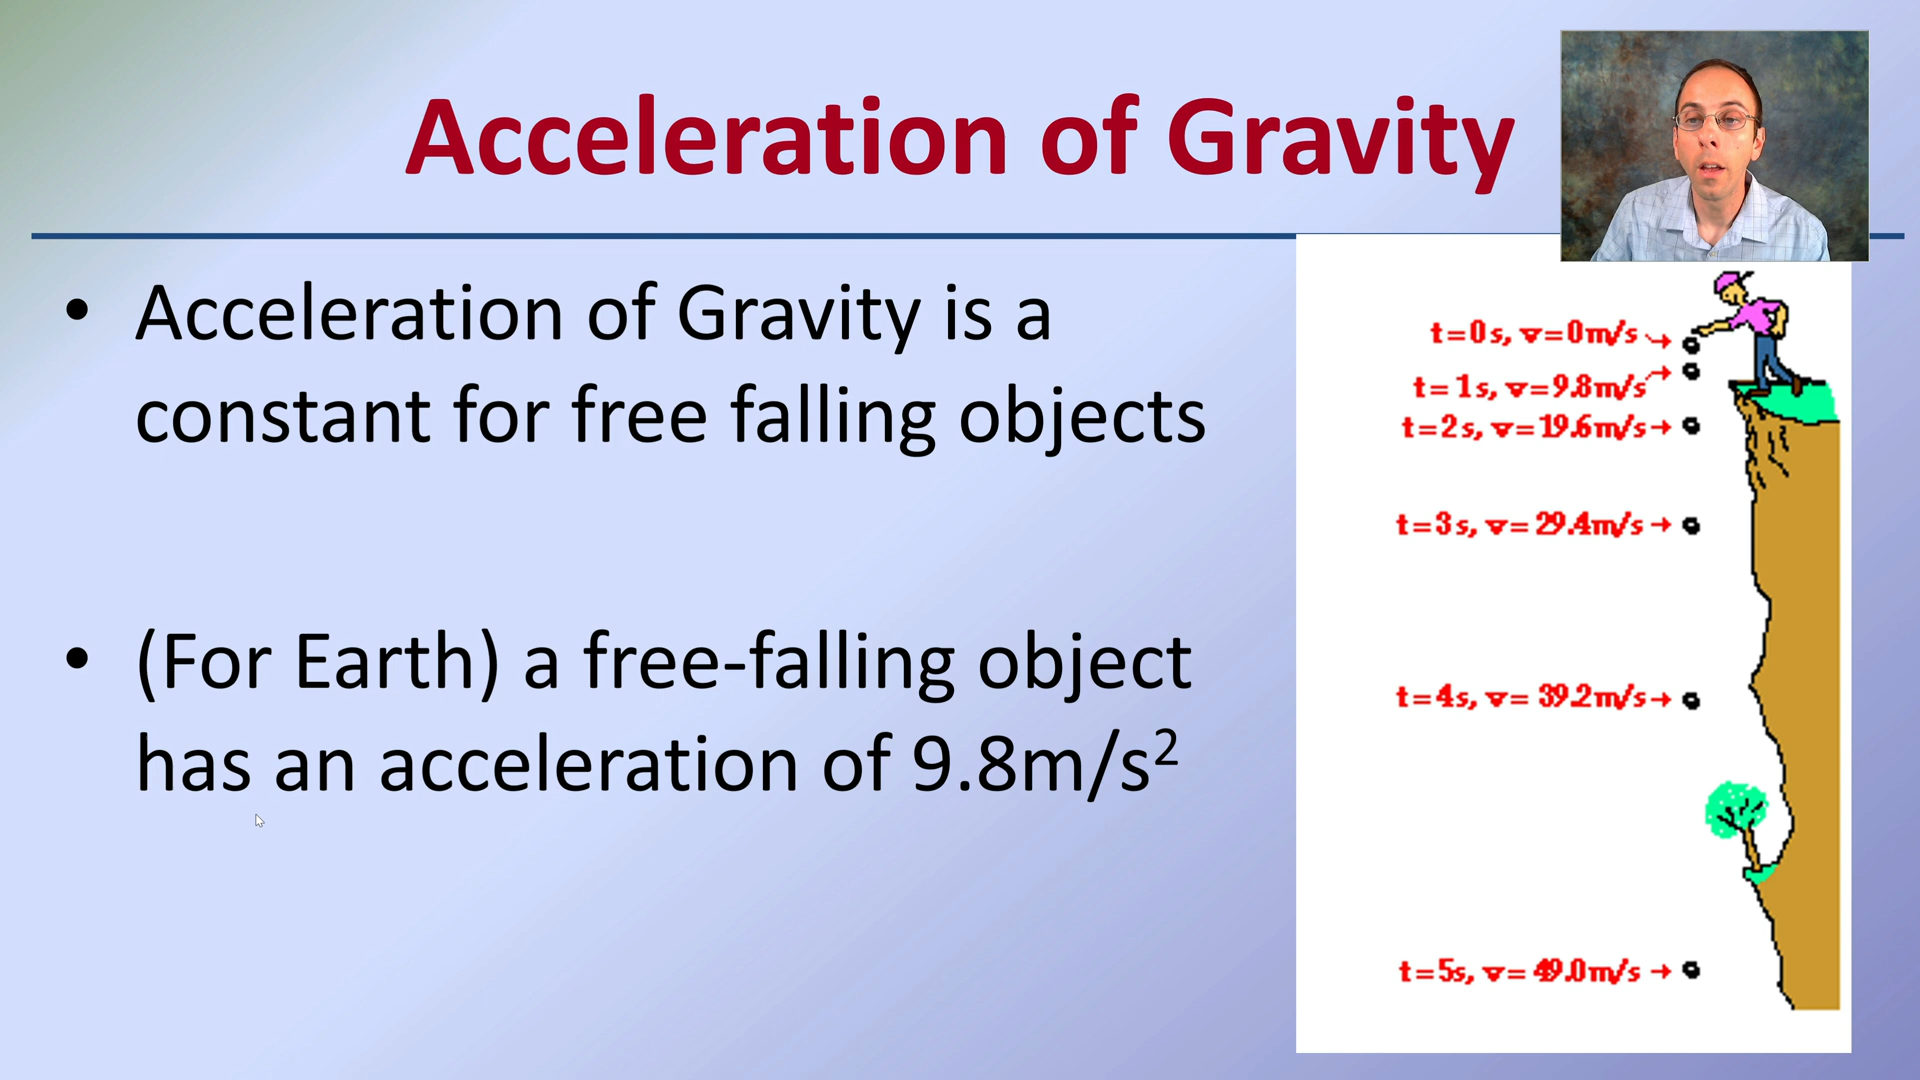 Acceleration of Gravity
• Acceleration of Gravity is a
constant for free falling objects
• (For Earth) a free-falling object
has an acceleration of 9.8m/s²
t=0s, v=0m/s
t=1s, v=9.8m/s
t=2s, v=19.6m/s
t=3s, v=29.4m/s
t=4s, v=39.2m/s
t=5s, v=49.0m/s